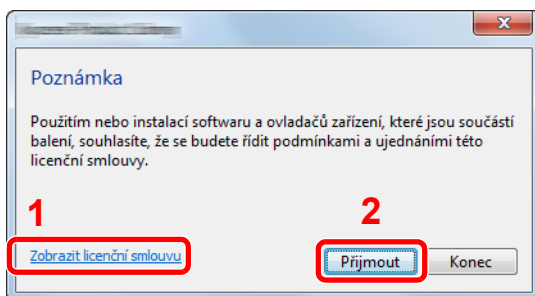 Poznámka
Použitím nebo instalací softwaru a ovladačů zařízení, které jsou součástí
balení, souhlasíte, že se budete řídit podmínkami a ujednáními této
licenční smlouvy.
1
2
Zobrazit licenční smlouvu
Přijmout
Konec